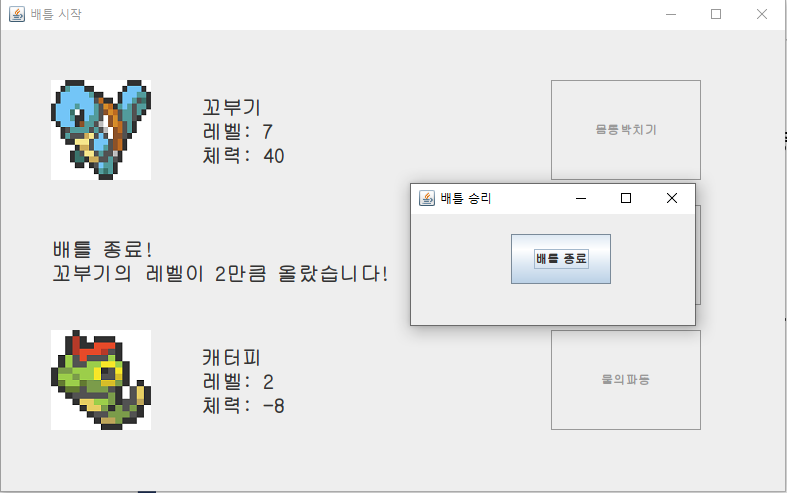 배틀 시작
꼬부기
레벨: 7
체력: 40
몸통박치기
배틀 승리
배틀 종료
배틀 종료!
꼬부기의 레벨이 2만큼 올랐습니다!
캐터피
레벨: 2
체력: -8
물의파동